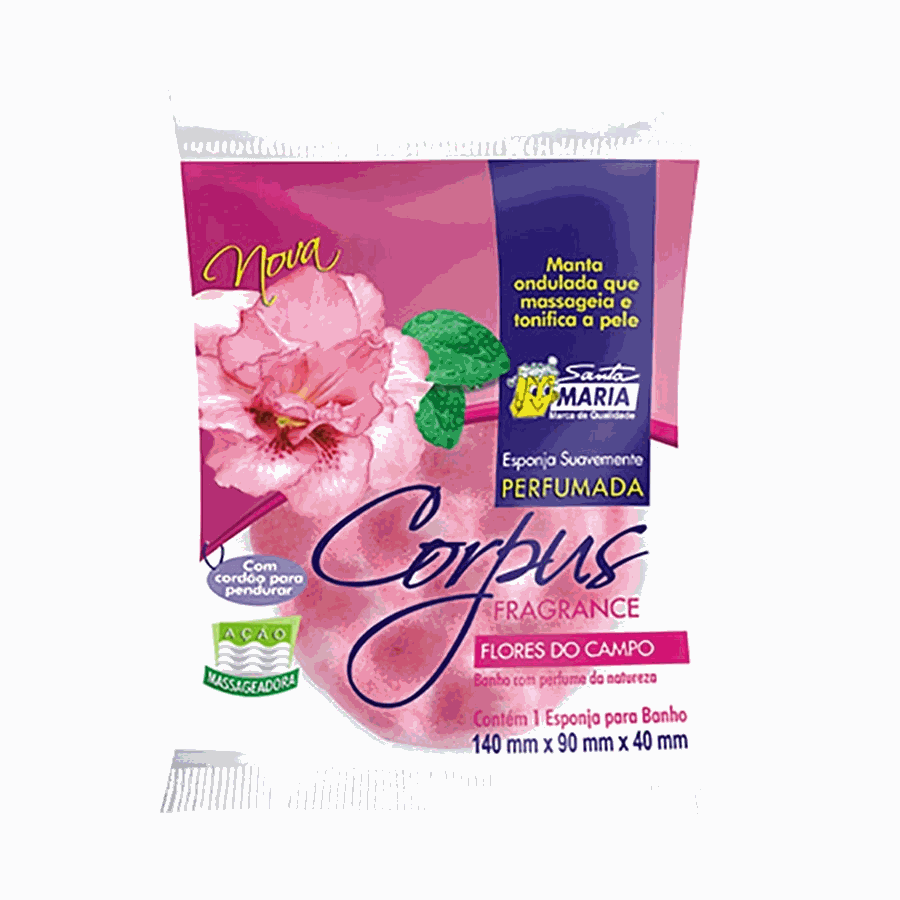 Nova
Manta
ondulada que
massageia e
tonifica a pele
Santa
MARIA
Marca de Qualidade
Esponja Suavemente
PERFUMADA
Corpus
FRAGRANCE
FLORES DO CAMPO
Banho com perfume da natureza
Com
cordão para
pendurar
AÇÃO
MASSAGEADORA
Contém 1 Esponja para Banho
140 mm x 90 mm x 40 mm